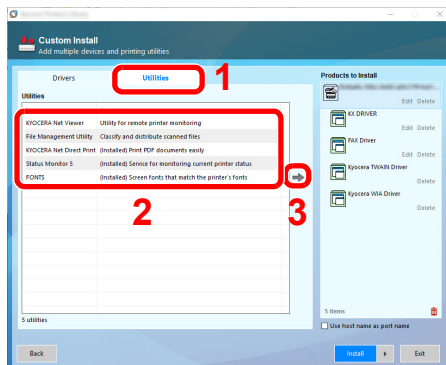 Custom Install
Add multiple devices and printing utilities
Drivers
Utilities
1
Utilities
KYOCERA Net Viewer Utility for remote printer monitoring
File Management Utility Classify and distribute scanned files
KYOCERA Net Direct Print (Installed) Print PDF documents easily
Status Monitor 5 (Installed) Service for monitoring current printer status
FONTS (Installed) Screen fonts that match the printer's fonts
2
3
5 utilities
Products to Install
Edit Delete
KX DRIVER
Edit Delete
FAX Driver
Edit Delete
Kyocera TWAIN Driver
Delete
Kyocera WIA Driver
Delete
5 items
Use host name as port name
Back
Install
Exit